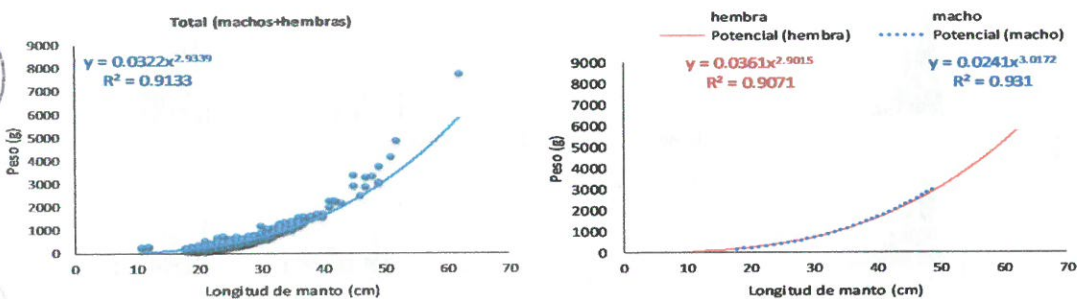 Total (machos+hembras)
y = 0.0322x^2.9339
R² = 0.9133
9000
8000
7000
6000
5000
4000
3000
2000
1000
0
Peso (g)
0 10 20 30 40 50 60 70
Longitud de manto (cm)
hembra macho
Potencial (hembra) Potencial (macho)
y = 0.0361x^2.9015 y = 0.0241x^3.0172
R² = 0.9071 R² = 0.931
9000
8000
7000
6000
5000
4000
3000
2000
1000
0
Peso (g)
0 10 20 30 40 50 60 70
Longitud de manto (cm)